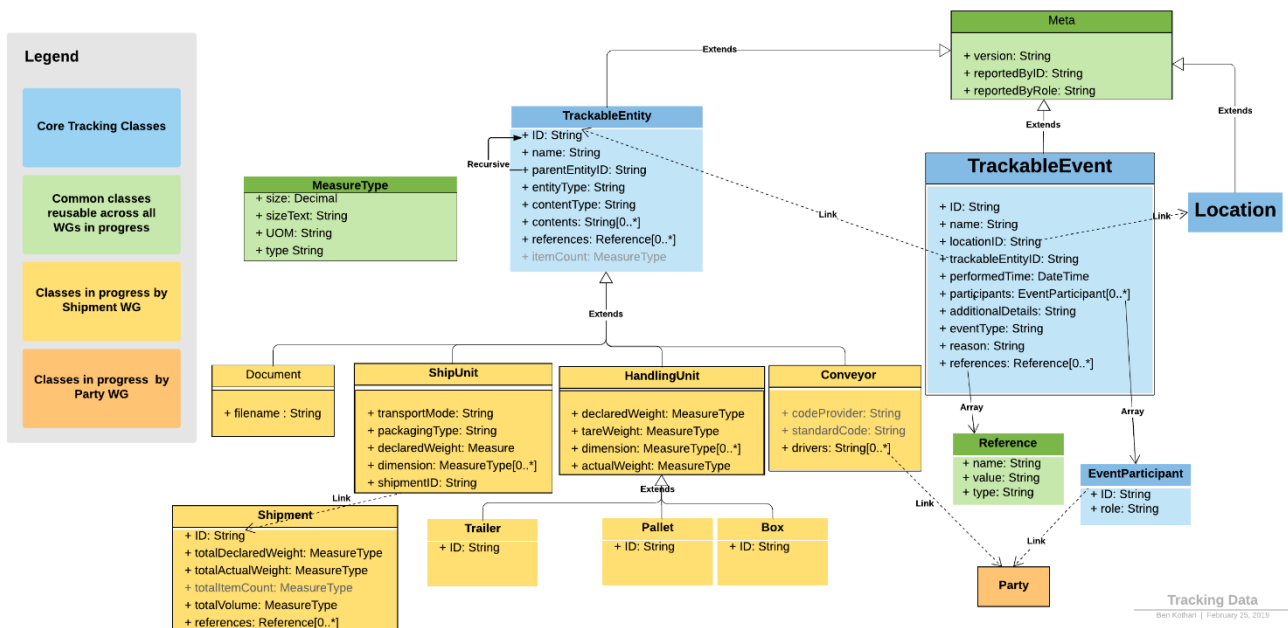 Legend
Core Tracking Classes
Common classes
reusable across all
WGs in progress
Classes in progress by
Shipment WG
Classes in progress by
Party WG
Meta
+ version: String
+ reportedByID: String
+ reportedByRole: String
Extends
Extends
Extends
TrackableEntity
+ ID: String
+ name: String
+ parentEntityID: String
+ entityType: String
+ contentType: String
+ contents: String[0..*]
+ references: Reference[0..*]
+ itemCount: MeasureType
Recursive
MeasureType
+ size: Decimal
+ sizeText: String
+ UOM: String
+ type String
Link
TrackableEvent
+ ID: String
+ name: String
+ locationID: String
+ trackableEntityID: String
+ performedTime: DateTime
+ participants: EventParticipant[0..*]
+ additionalDetails: String
+ eventType: String
+ reason: String
+ references: Reference[0..*]
Link
Location
Extends
Document
+ filename : String
ShipUnit
+ transportMode: String
+ packagingType: String
+ declaredWeight: Measure
+ dimension: MeasureType[0..*]
+ shipmentID: String
HandlingUnit
+ declaredWeight: MeasureType
+ tareWeight: MeasureType
+ dimension: MeasureType[0..*]
+ actualWeight: MeasureType
Conveyor
+ codeProvider: String
+ standardCode: String
+ drivers: String[0..*]
Array
Array
Reference
+ name: String
+ value: String
+ type: String
EventParticipant
+ ID: String
+ role: String
Link
Extends
Link
Link
Shipment
+ ID: String
+ totalDeclaredWeight: MeasureType
+ totalActualWeight: MeasureType
+ totalItemCount: MeasureType
+ totalVolume: MeasureType
+ references: Reference[0..*]
Trailer
+ ID: String
Pallet
+ ID: String
Box
+ ID: String
Party
Tracking Data
Ben Kothari | February 25, 2019